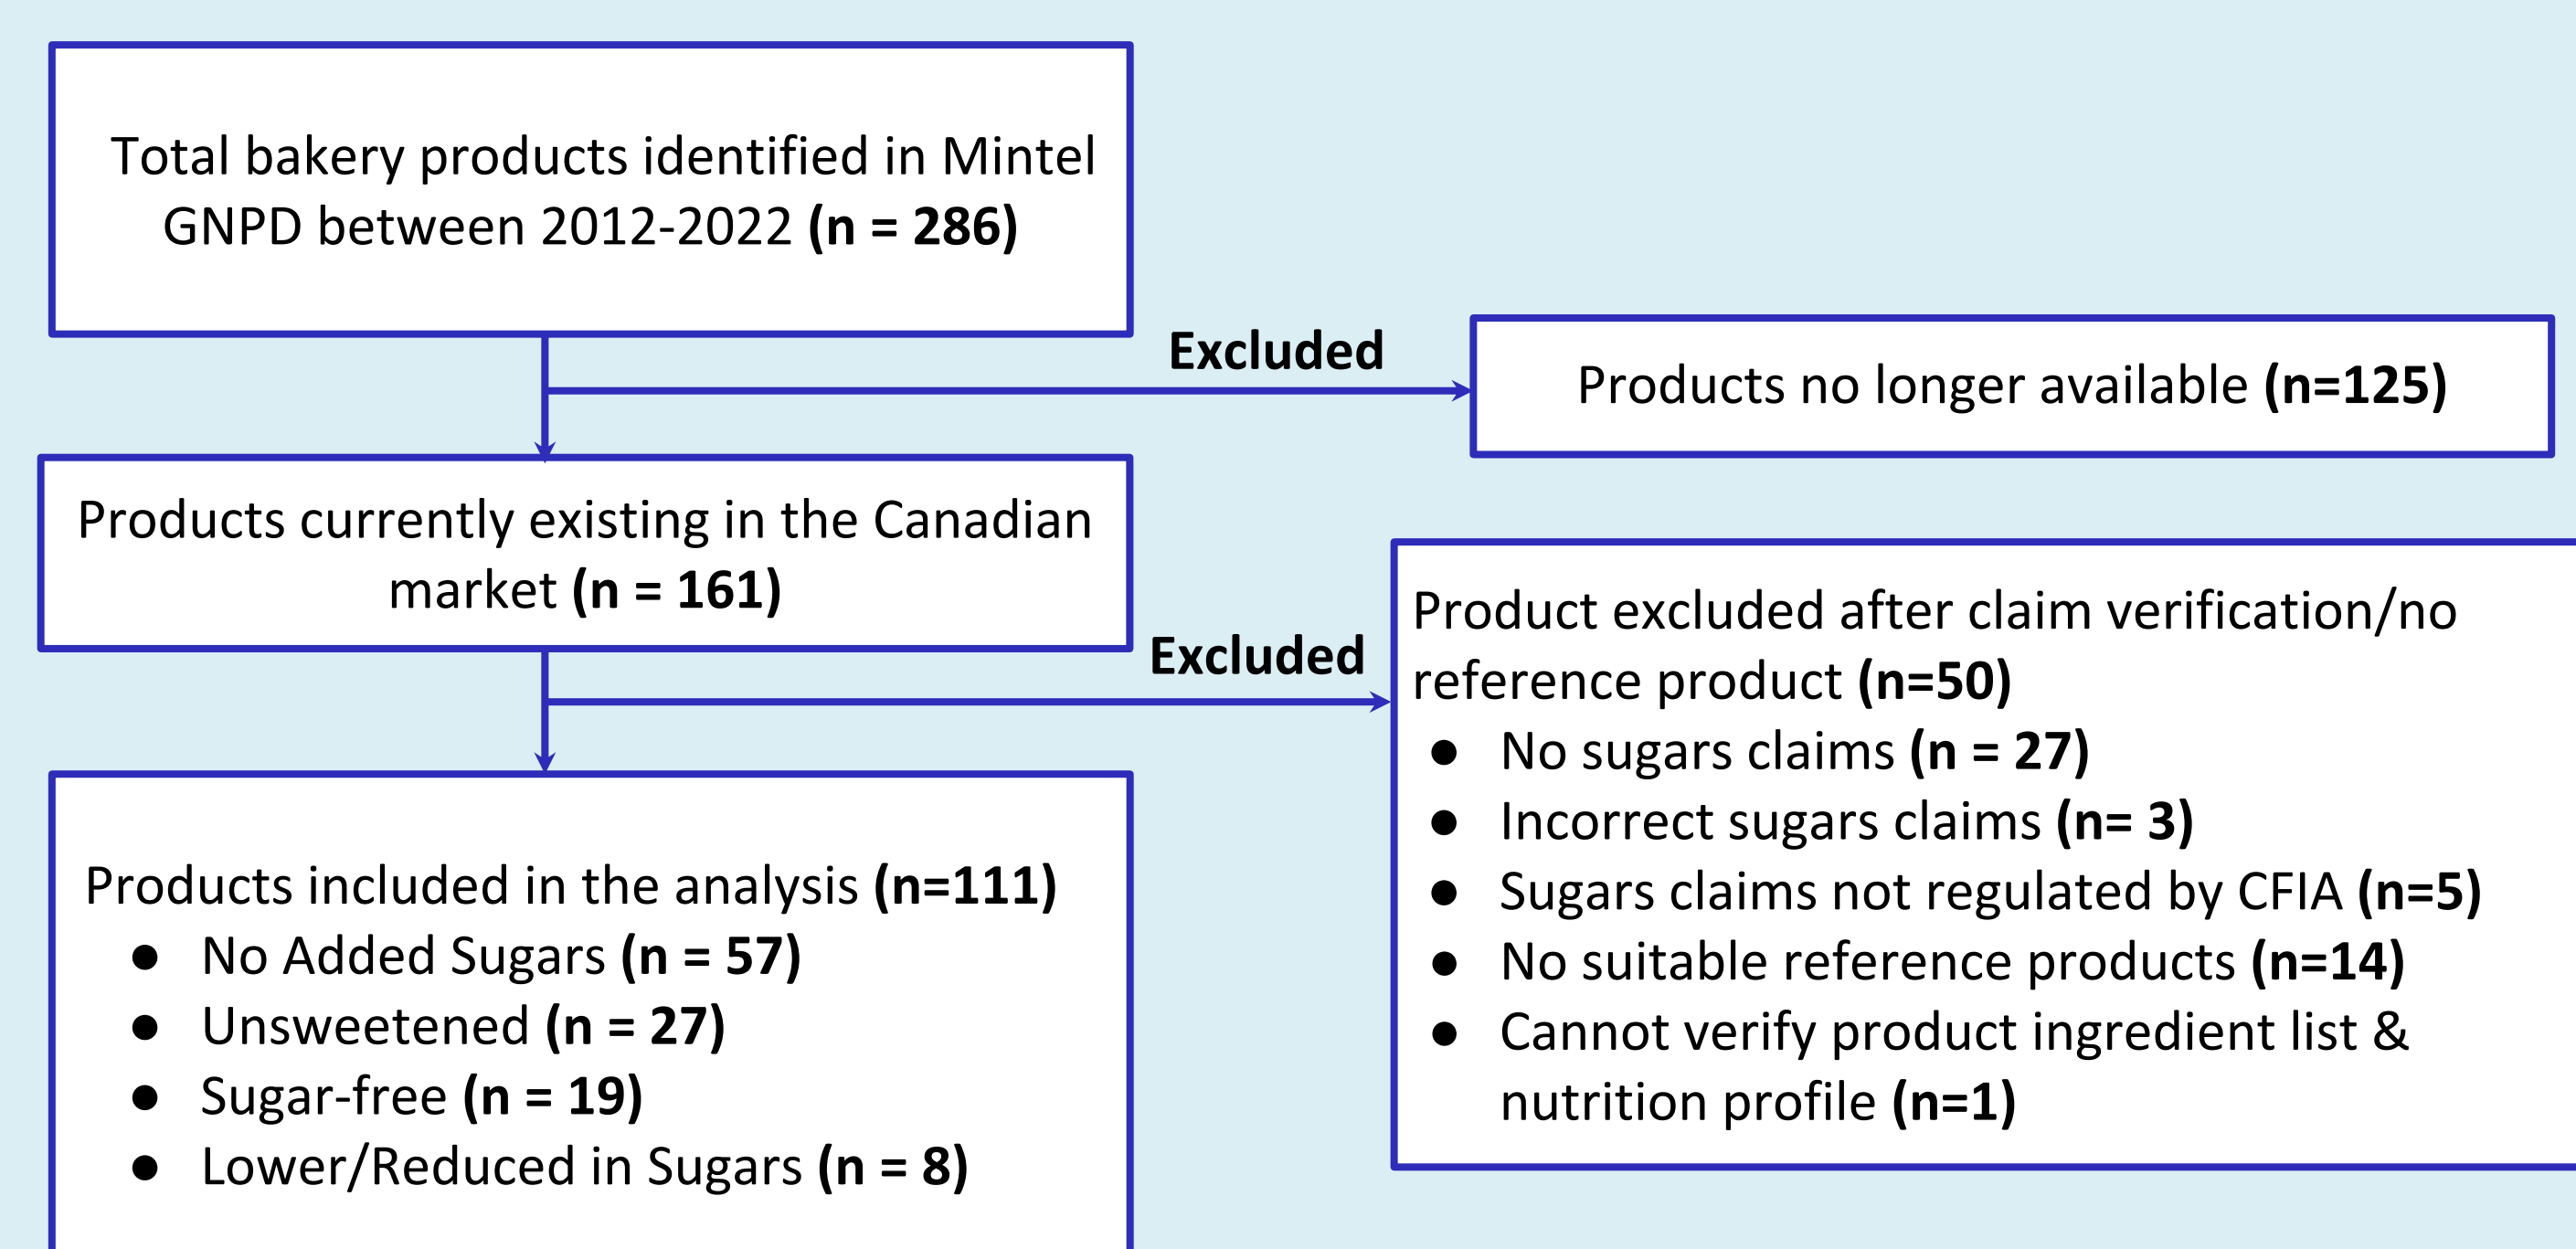 Total bakery products identified in Mintel
GNPD between 2012-2022 (n = 286)
Excluded
Products no longer available (n=125)
Products currently existing in the Canadian
market (n = 161)
Excluded
Product excluded after claim verification/no
reference product (n=50)
● No sugars claims (n = 27)
● Incorrect sugars claims (n= 3)
● Sugars claims not regulated by CFIA (n=5)
● No suitable reference products (n=14)
● Cannot verify product ingredient list &
nutrition profile (n=1)
Products included in the analysis (n=111)
● No Added Sugars (n = 57)
● Unsweetened (n = 27)
● Sugar-free (n = 19)
● Lower/Reduced in Sugars (n = 8)